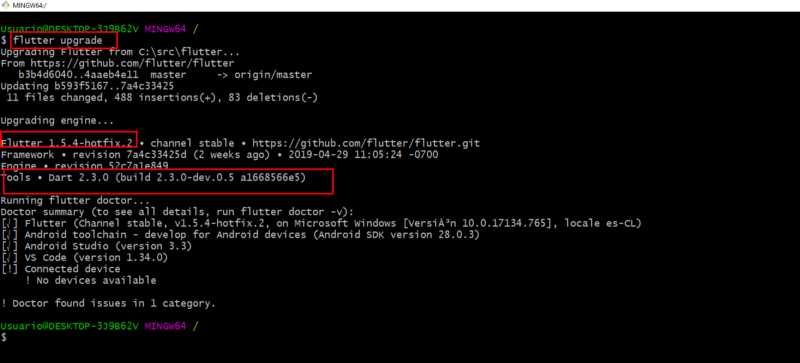 MINGW64:/
Usuario@DESKTOP-3J9B62V MINGW64 /
$ flutter upgrade
Upgrading Flutter from C:\src\flutter...
From https://github.com/flutter/flutter
b3b4d6040..4aaeb4e11 master -> origin/master
Updating b593f5167..7a4c33425
11 files changed, 488 insertions(+), 83 deletions(-)
Upgrading engine...
Flutter 1.5.4-hotfix.2 • channel stable • https://github.com/flutter/flutter.git
Framework • revision 7a4c33425d (2 weeks ago) • 2019-04-29 11:05:24 -0700
Engine • revision 52c7a1e849
Tools • Dart 2.3.0 (build 2.3.0-dev.0.5 a1668566e5)
Running flutter doctor...
Doctor summary (to see all details, run flutter doctor -v):
[√] Flutter (Channel stable, v1.5.4-hotfix.2, on Microsoft Windows [VersiÃ³n 10.0.17134.765], locale es-CL)
[√] Android toolchain - develop for Android devices (Android SDK version 28.0.3)
[√] Android Studio (version 3.3)
[√] VS Code (version 1.34.0)
[!] Connected device
! No devices available
! Doctor found issues in 1 category.
Usuario@DESKTOP-3J9B62V MINGW64 /
$